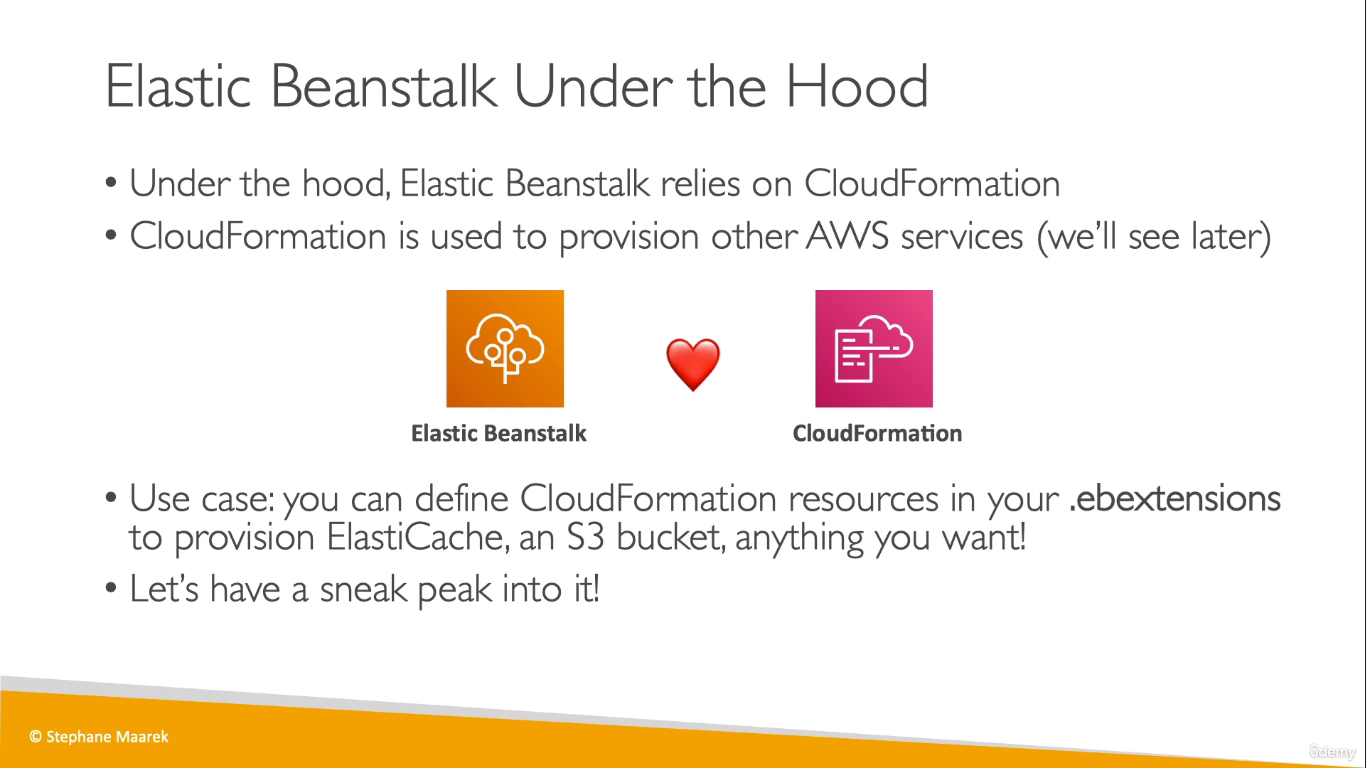 Elastic Beanstalk Under the Hood
• Under the hood, Elastic Beanstalk relies on CloudFormation
• CloudFormation is used to provision other AWS services (we'll see later)
Elastic Beanstalk
CloudFormation
• Use case: you can define CloudFormation resources in your .ebextensions
to provision ElastiCache, an S3 bucket, anything you want!
• Let's have a sneak peak into it!
© Stephane Maarek
ûdemy